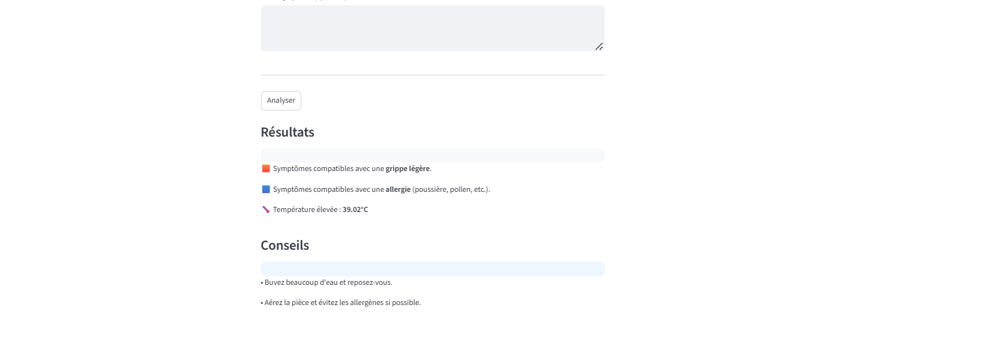 Analyser
Résultats
Symptômes compatibles avec une grippe légère.
Symptômes compatibles avec une allergie (poussière, pollen, etc.).
Température élevée : 39.02°C
Conseils
• Buvez beaucoup d'eau et reposez-vous.
• Aérez la pièce et évitez les allergènes si possible.